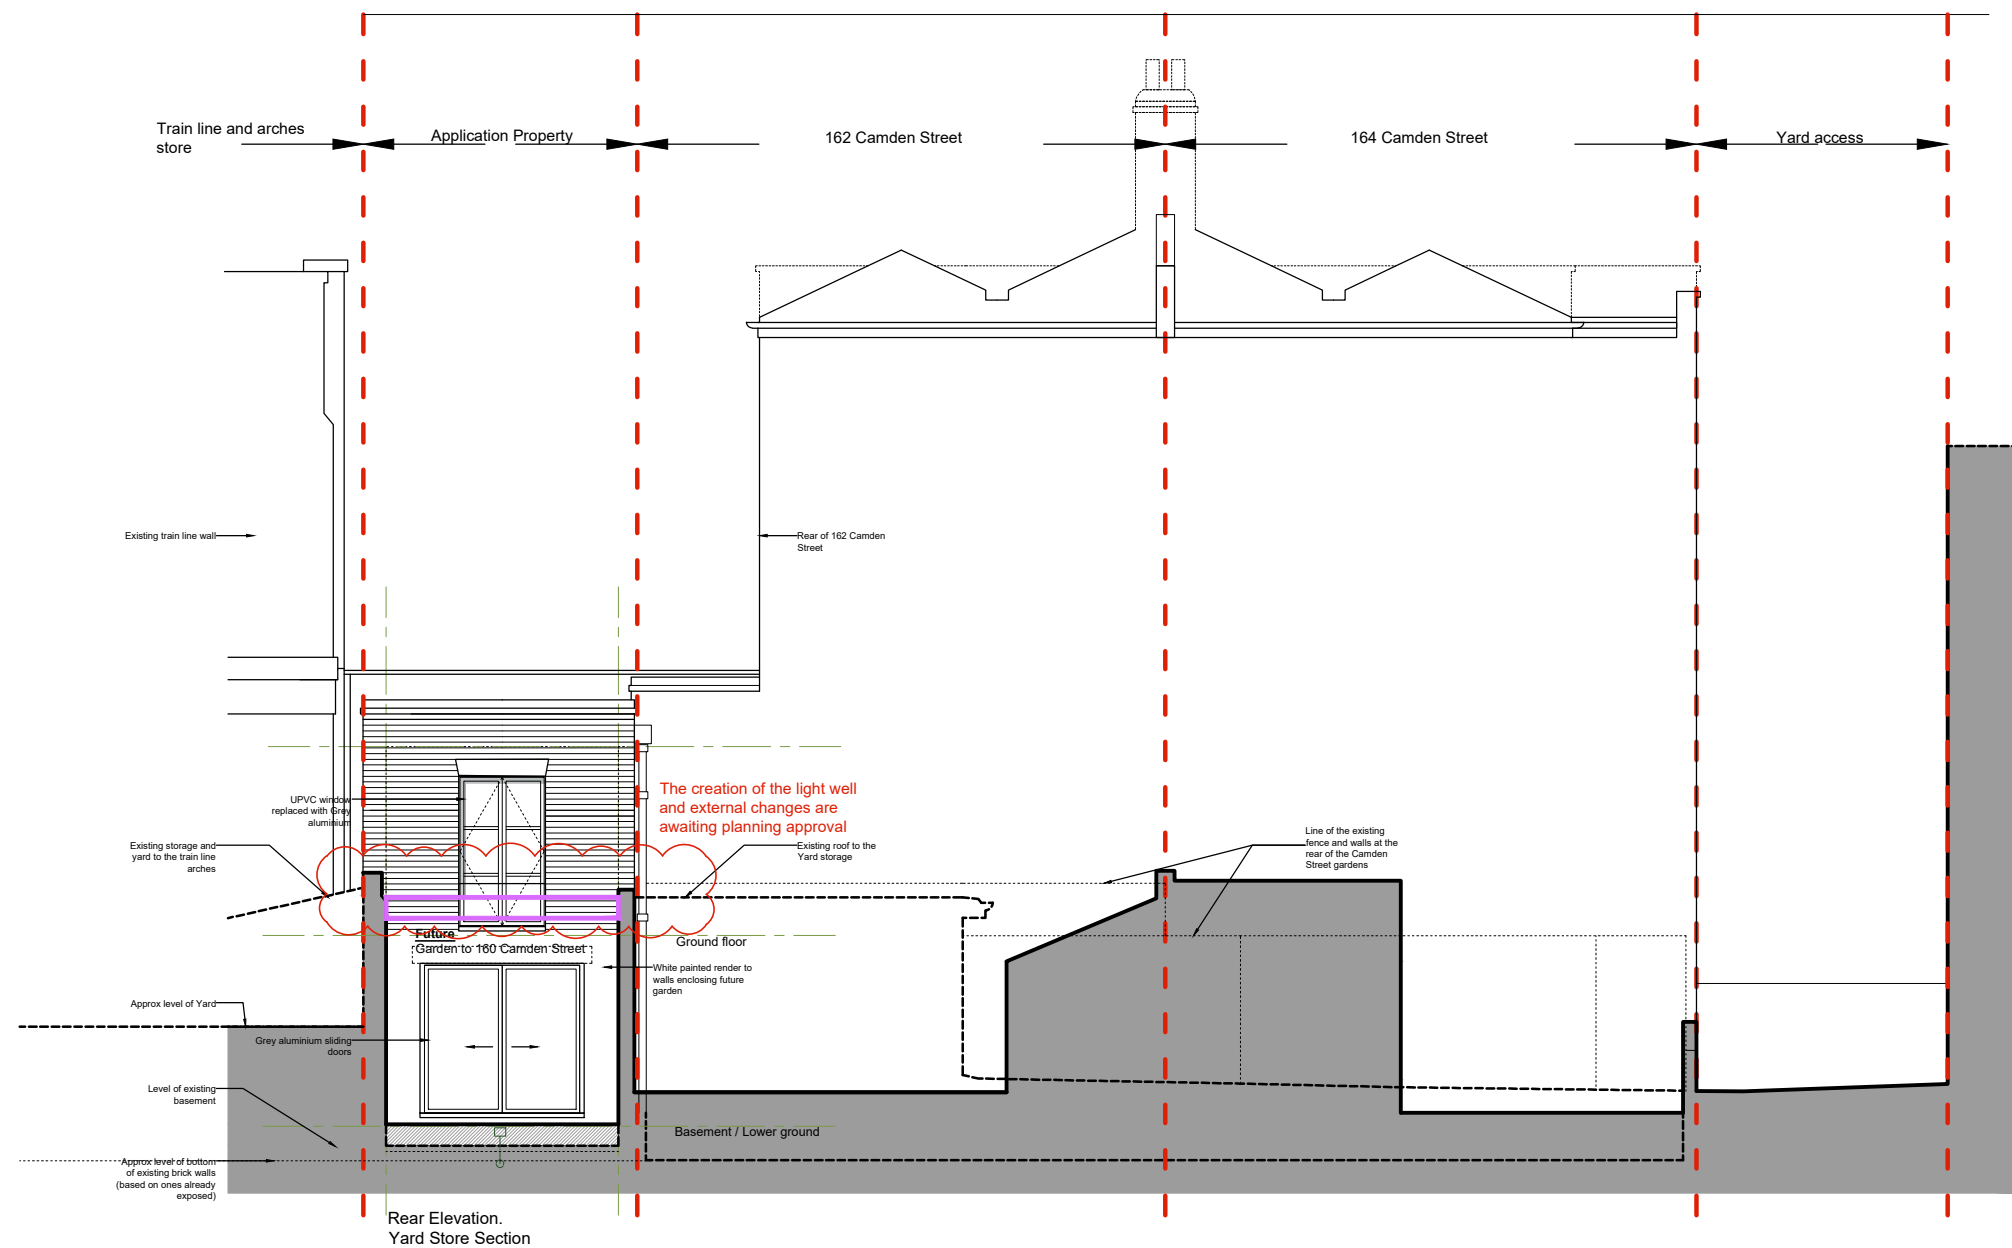 Train line and arches
store
Application Property
162 Camden Street
164 Camden Street
Yard access
Existing train line wall
Rear of 162 Camden
Street
UPVC window
replaced with Grey
aluminium
The creation of the light well
and external changes are
awaiting planning approval
Existing storage and
yard to the train line
arches
Existing roof to the
Yard storage
Line of the existing
fence and walls at the
rear of the Camden
Street gardens
Future
Garden to 160 Camden Street
Ground floor
White painted render to
walls enclosing future
garden
Approx level of Yard
Grey aluminium sliding
doors
Level of existing
basement
Basement / Lower ground
Approx level of bottom
of existing brick walls
(based on ones already
exposed)
Rear Elevation.
Yard Store Section